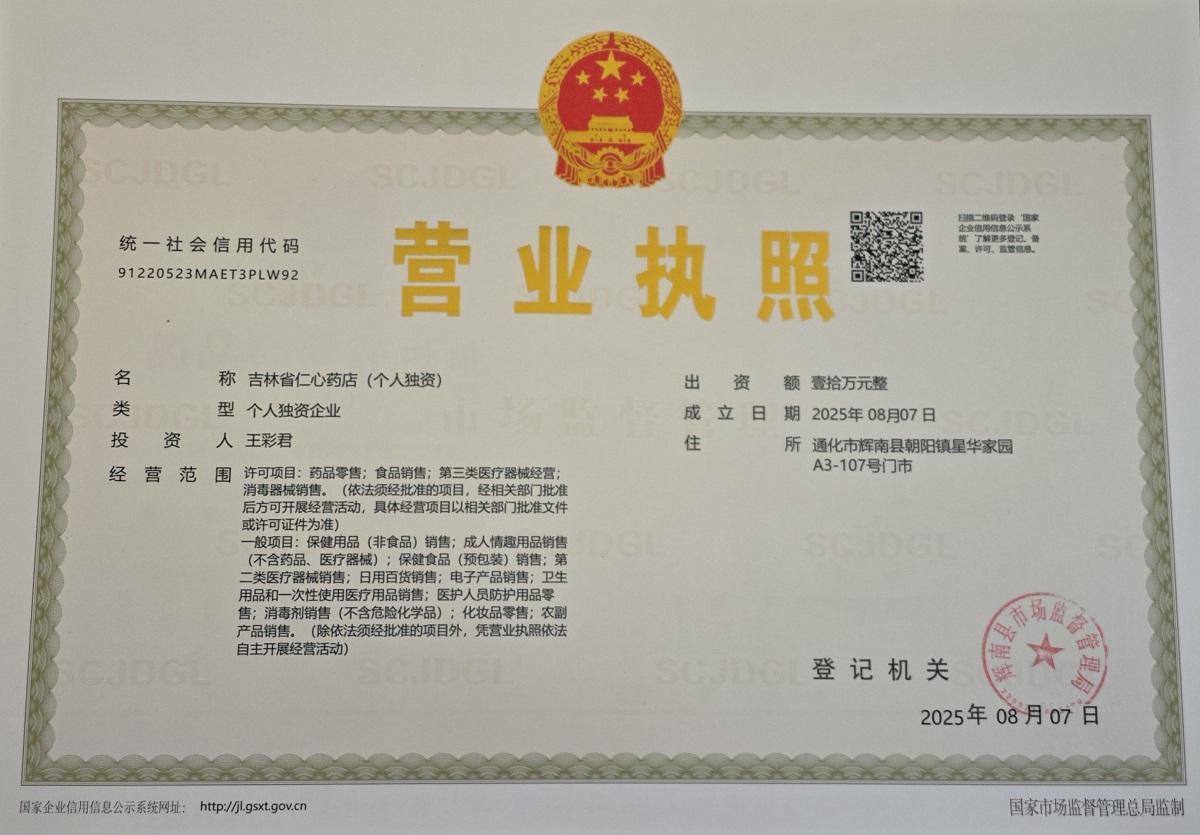 营业执照
统一社会信用代码
91220523MAET3PLW92
扫描二维码登录‘国家
企业信用信息公示系
统’了解更多登记、备
案、许可、监管信息。
名称 吉林省仁心药店（个人独资）
类型 个人独资企业
投资人 王彩君
经营范围 许可项目：药品零售；食品销售；第三类医疗器械经营；
消毒器械销售。（依法须经批准的项目，经相关部门批准
后方可开展经营活动，具体经营项目以相关部门批准文件
或许可证件为准）
一般项目：保健用品（非食品）销售；成人情趣用品销售
（不含药品、医疗器械）；保健食品（预包装）销售；第
二类医疗器械销售；日用百货销售；电子产品销售；卫生
用品和一次性使用医疗用品销售；医护人员防护用品零
售；消毒剂销售（不含危险化学品）；化妆品零售；农副
产品销售。（除依法须经批准的项目外，凭营业执照依法
自主开展经营活动）
出资额 壹拾万元整
成立日期 2025年08月07日
住所 通化市辉南县朝阳镇星华家园
A3-107号门市
登记机关
辉南县市场监督管理局
2025年08月07日
国家企业信用信息公示系统网址： http://jl.gsxt.gov.cn
国家市场监督管理总局监制
SCJDGL
市场监督管理